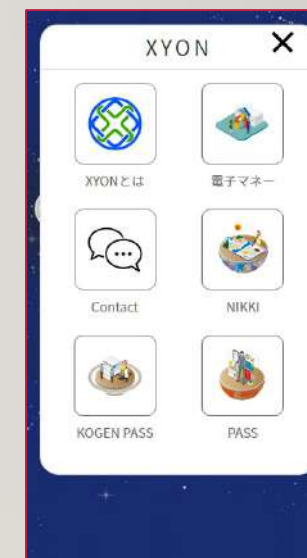 XYON
XYONとは
電子マネー
Contact
NIKKI
KOGEN PASS
PASS